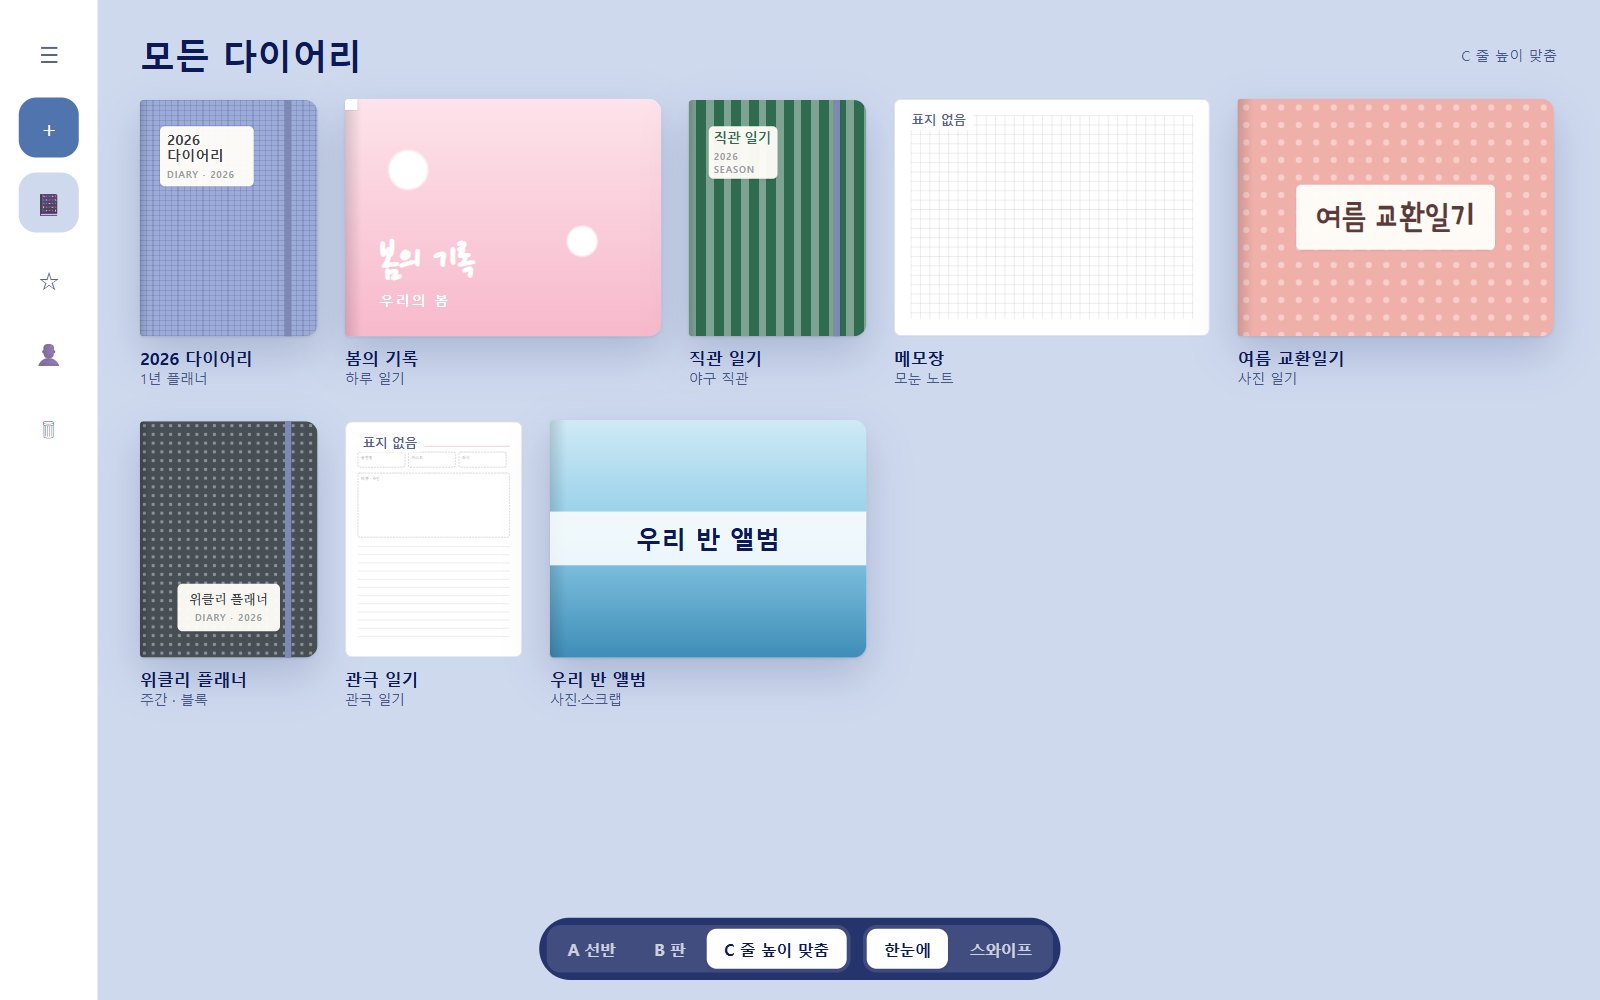 모든 다이어리
C 줄 높이 맞춤
+
2026
다이어리
DIARY · 2026
봄의 기록
우리의 봄
직관 일기
2026
SEASON
표지 없음
여름 교환일기
2026 다이어리
1년 플래너
봄의 기록
하루 일기
직관 일기
야구 직관
메모장
모눈 노트
여름 교환일기
사진 일기
위클리 플래너
DIARY · 2026
표지 없음
우리 반 앨범
위클리 플래너
주간 · 블록
관극 일기
관극 일기
우리 반 앨범
사진·스크랩
A 선반
B 판
C 줄 높이 맞춤
한눈에
스와이프